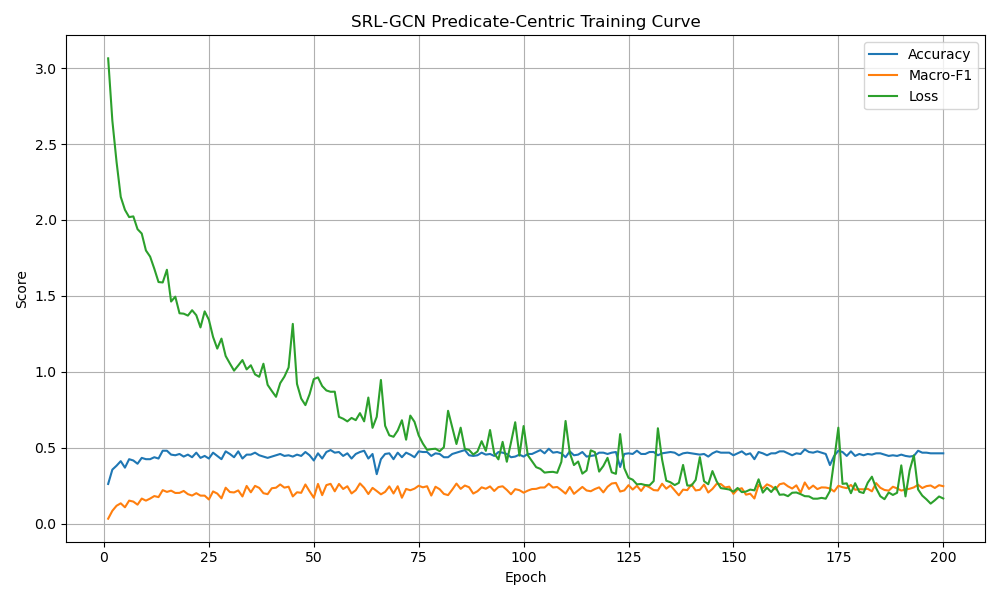 SRL-GCN Predicate-Centric Training Curve
Accuracy
Macro-F1
Loss
Score
3.0
2.5
2.0
1.5
1.0
0.5
0.0
0 25 50 75 100 125 150 175 200
Epoch